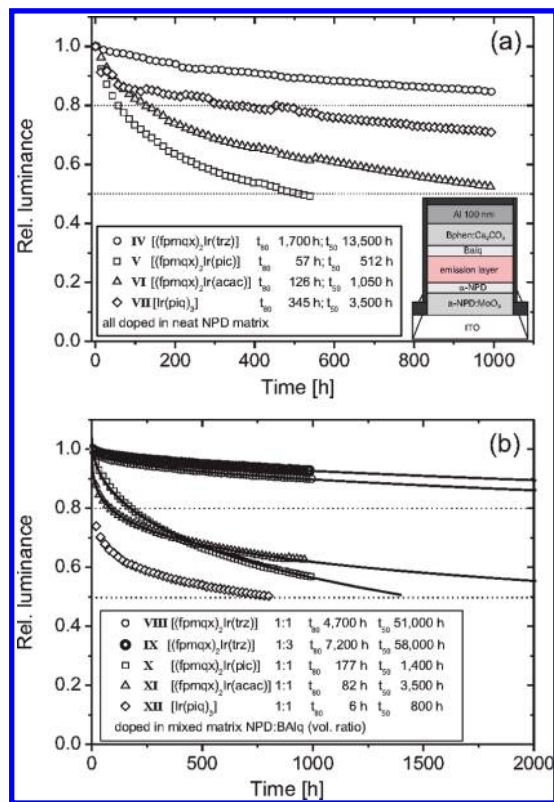 (a)
1.0
0.8
0.6
0.4
0.2
0.0
Rel. luminance
IV [(fpmqx)₂Ir(trz)] t₈₀ 1,700 h; t₅₀ 13,500 h
V [(fpmqx)₂Ir(pic)] t₈₀ 57 h; t₅₀ 512 h
VI [(fpmqx)₂Ir(acac)] t₈₀ 126 h; t₅₀ 1,050 h
VII [Ir(piq)₃] t₈₀ 345 h; t₅₀ 3,500 h
all doped in neat NPD matrix
Al 100 nm
Bphen:Cs₂CO₃
Balq
emission layer
α-NPD
α-NPD:MoOₓ
ITO
0 200 400 600 800 1000
Time [h]
(b)
1.0
0.8
0.6
0.4
0.2
0.0
Rel. luminance
VIII [(fpmqx)₂Ir(trz)] 1:1 t₈₀ 4,700 h t₅₀ 51,000 h
IX [(fpmqx)₂Ir(trz)] 1:3 t₈₀ 7,200 h t₅₀ 58,000 h
X [(fpmqx)₂Ir(pic)] 1:1 t₈₀ 177 h t₅₀ 1,400 h
XI [(fpmqx)₂Ir(acac)] 1:1 t₈₀ 82 h t₅₀ 3,500 h
XII [Ir(piq)₃] 1:1 t₈₀ 6 h t₅₀ 800 h
doped in mixed matrix NPD:BAlq (vol. ratio)
0 500 1000 1500 2000
Time [h]